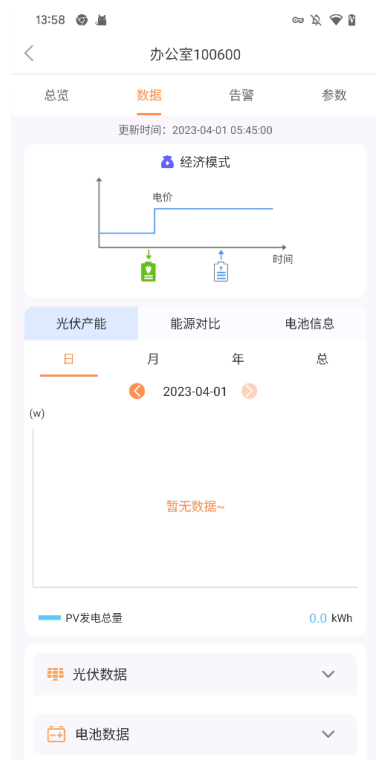 13:58
办公室100600
总览 数据 告警 参数
更新时间：2023-04-01 05:45:00
经济模式
电价
时间
光伏产能 能源对比 电池信息
日 月 年 总
2023-04-01
(w)
暂无数据~
PV发电总量 0.0 kWh
光伏数据
电池数据